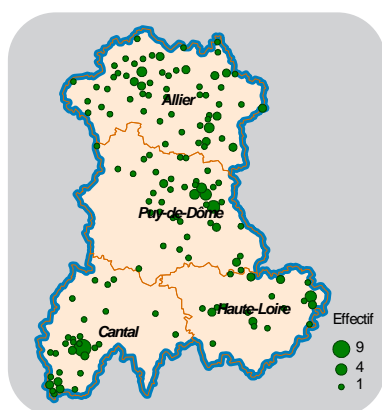 Allier
Puy-de-Dôme
Haute-Loire
Cantal
Effectif
9
4
1